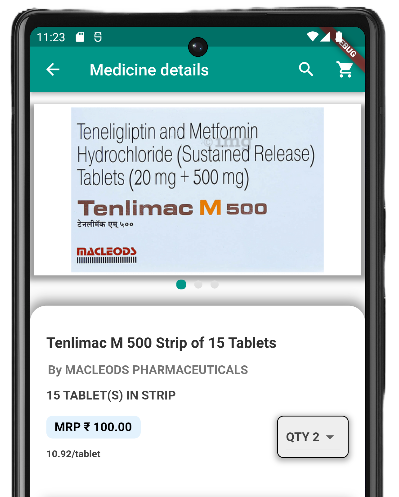 11:23
DEBUG
Medicine details
Teneligliptin and Metformin
Hydrochloride (Sustained Release)
Tablets (20 mg + 500 mg)
Tenlimac M 500
टेनलीमॅक एम् ५००
MACLEODS
Tenlimac M 500 Strip of 15 Tablets
By MACLEODS PHARMACEUTICALS
15 TABLET(S) IN STRIP
MRP ₹ 100.00
QTY 2
10.92/tablet